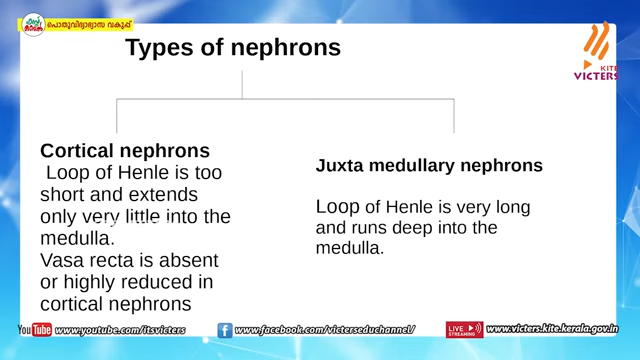 പൊതുവിദ്യാഭ്യാസ വകുപ്പ്
Types of nephrons
KITE
VICTERS
Cortical nephrons
Loop of Henle is too
short and extends
only very little into the
medulla.
Vasa recta is absent
or highly reduced in
cortical nephrons
Juxta medullary nephrons
Loop of Henle is very long
and runs deep into the
medulla.
YouTube www.youtube.com/itsvicters
f www.facebook.com/victerseduchannel/
LIVE STREAMING www.victers.kite.kerala.gov.in